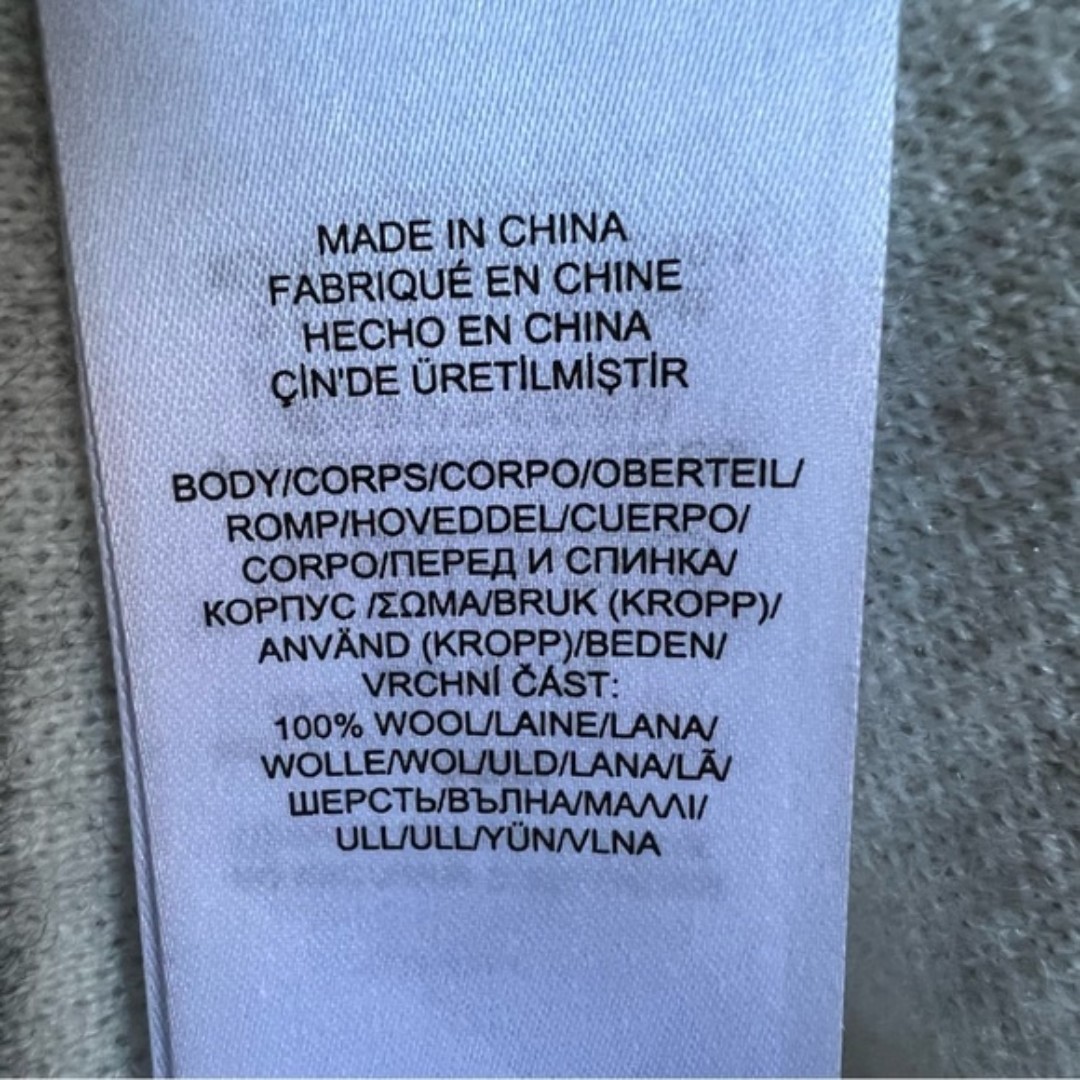 MADE IN CHINA
FABRIQUÉ EN CHINE
HECHO EN CHINA
ÇİN'DE ÜRETİLMİŞTİR
BODY/CORPS/CORPO/OBERTEIL/
ROMP/HOVEDDEL/CUERPO/
CORPO/ПЕРЕД И СПИНКА/
КОРПУС /ΣΩΜΑ/BRUK (KROPP)/
ANVÄND (KROPP)/BEDEN/
VRCHNÍ ČÁST:
100% WOOL/LAINE/LANA/
WOLLE/WOL/ULD/LANA/LÃ/
ШЕРСТЬ/ВЪЛНА/ΜΑΛΛΙ/
ULL/ULL/YÜN/VLNA